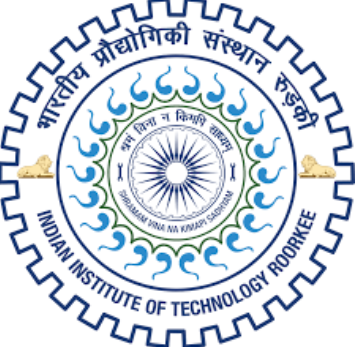 भारतीय प्रौद्योगिकी संस्थान रुड़की
श्रमं विना न किमपि साध्यम्
SHRAMAM VINA NA KIMAPI SADHYAM
INDIAN INSTITUTE OF TECHNOLOGY ROORKEE